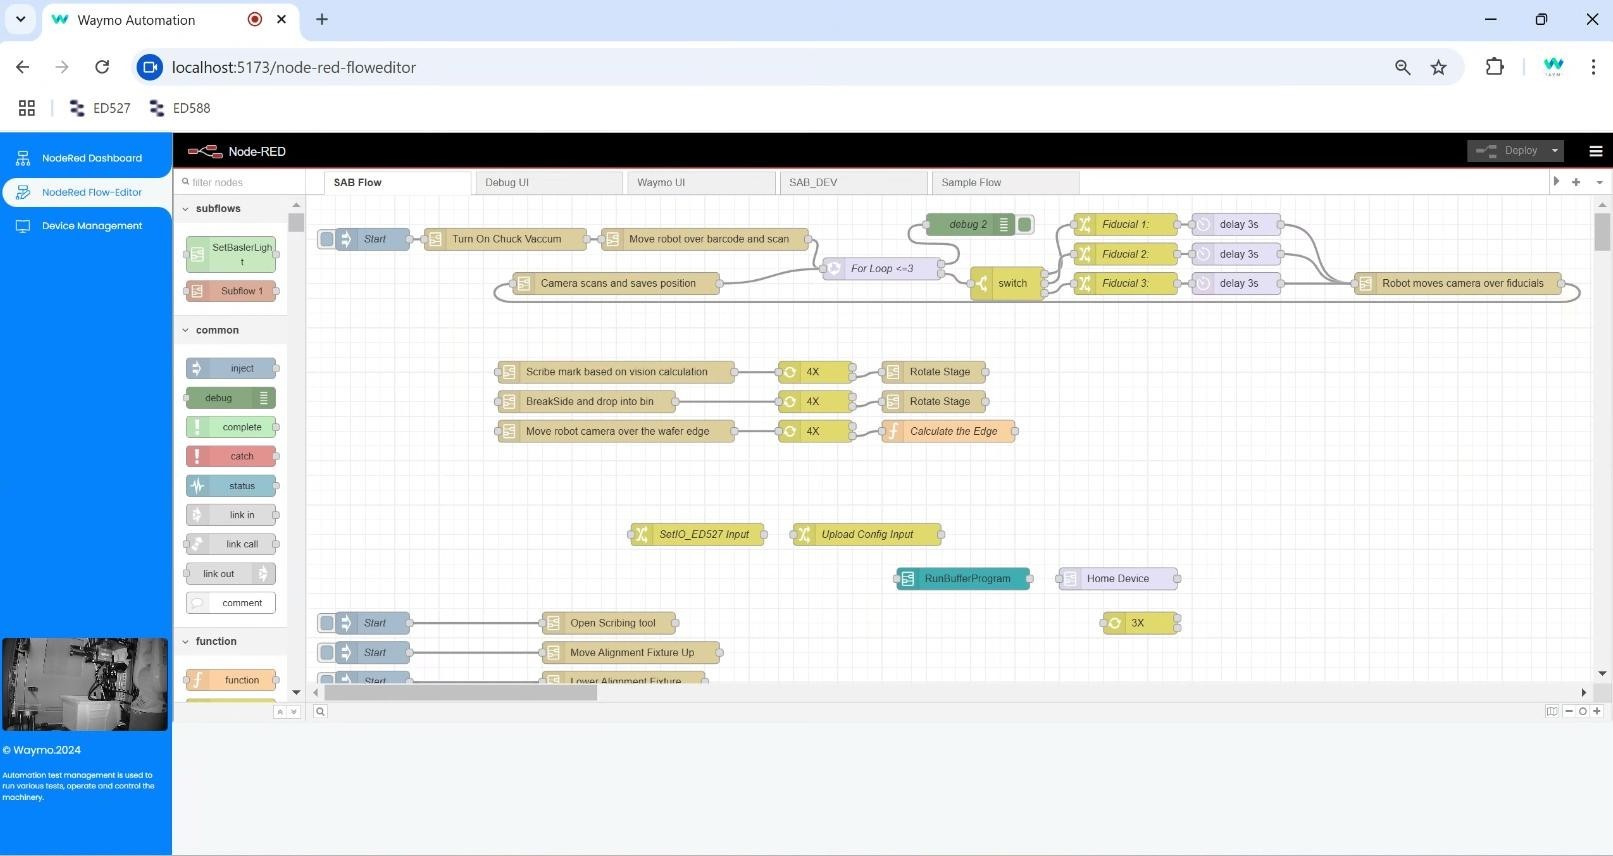 Waymo Automation
localhost:5173/node-red-floweditor
ED527
ED588
NodeRed Dashboard
NodeRed Flow-Editor
Device Management
Node-RED
Deploy
filter nodes
SAB Flow
Debug UI
Waymo UI
SAB_DEV
Sample Flow
subflows
SetBaslerLigh
t
Subflow 1
common
inject
debug
complete
catch
status
link in
link call
link out
comment
function
function
Start
Turn On Chuck Vaccum
Move robot over barcode and scan
debug 2
Fiducial 1:
delay 3s
For Loop <=3
Fiducial 2:
delay 3s
Camera scans and saves position
switch
Fiducial 3:
delay 3s
Robot moves camera over fiducials
Scribe mark based on vision calculation
4X
Rotate Stage
BreakSide and drop into bin
4X
Rotate Stage
Move robot camera over the wafer edge
4X
Calculate the Edge
SetIO_ED527 Input
Upload Config Input
RunBufferProgram
Home Device
Start
Open Scribing tool
3X
Start
Move Alignment Fixture Up
Start
Lower Alignment Fixture
© Waymo.2024
Automation test management is used to
run various tests, operate and control the
machinery.